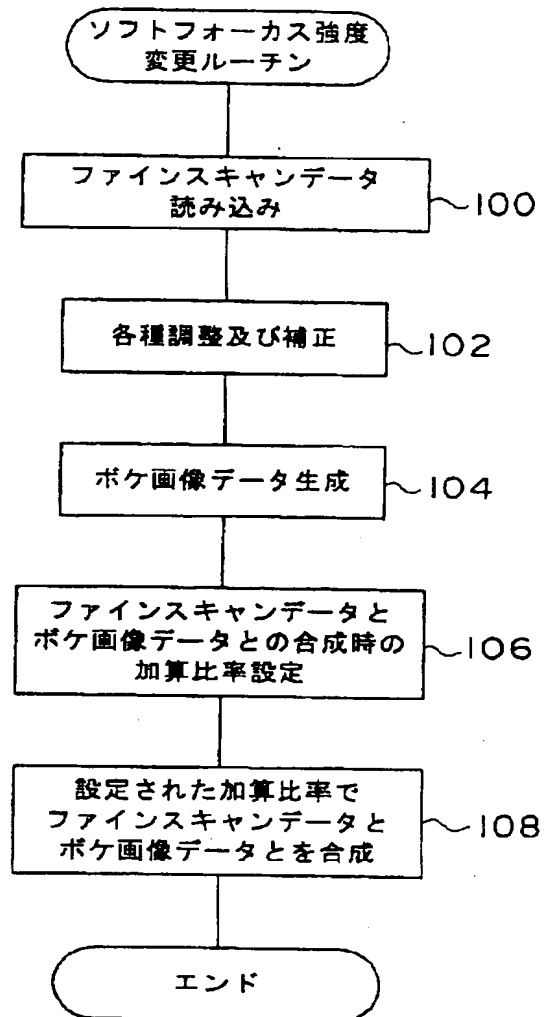 ソフトフォーカス強度
変更ルーチン
ファインスキャンデータ
読み込み
100
各種調整及び補正
102
ボケ画像データ生成
104
ファインスキャンデータと
ボケ画像データとの合成時の
加算比率設定
106
設定された加算比率で
ファインスキャンデータと
ボケ画像データとを合成
108
エンド